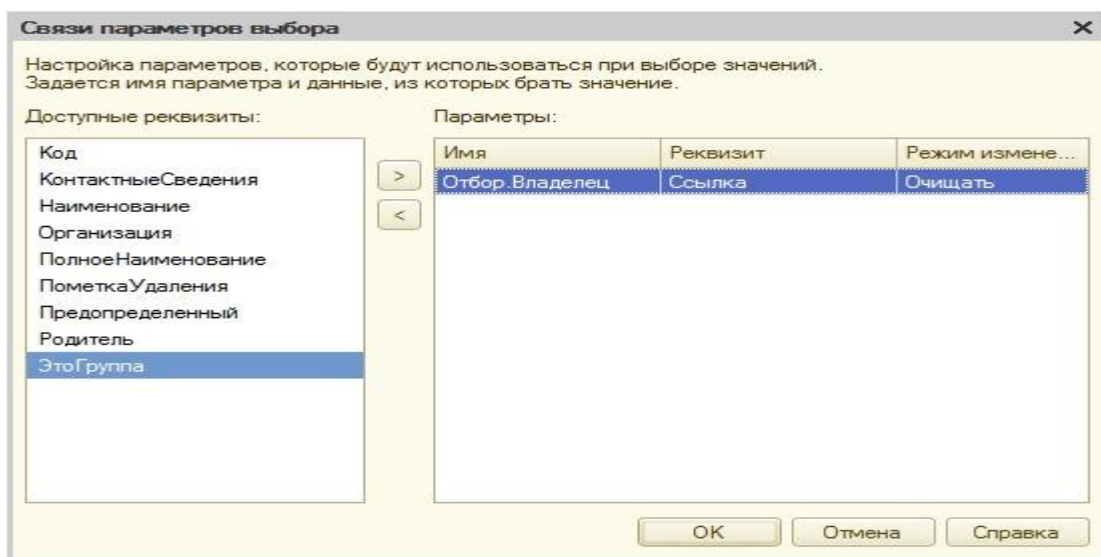 Связи параметров выбора
Настройка параметров, которые будут использоваться при выборе значений.
Задается имя параметра и данные, из которых брать значение.
Доступные реквизиты:
Параметры:
Код
КонтактныеСведения
Наименование
Организация
ПолноеНаименование
ПометкаУдаления
Предопределенный
Родитель
ЭтоГруппа
>
<
Имя Реквизит Режим измене...
Отбор.Владелец Ссылка Очищать
OK Отмена Справка